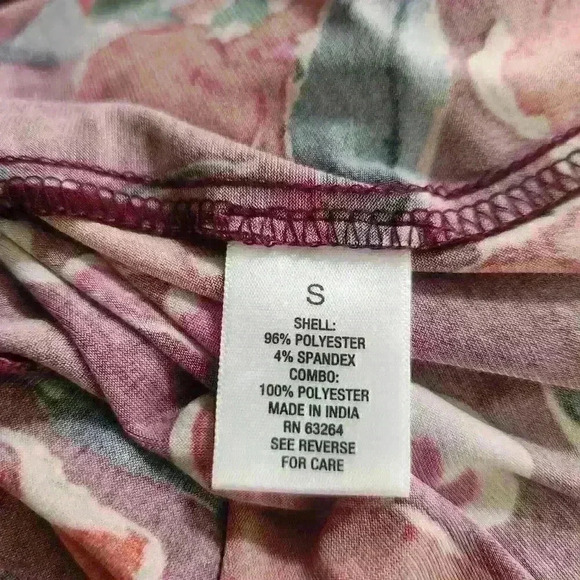 S
SHELL:
96% POLYESTER
4% SPANDEX
COMBO:
100% POLYESTER
MADE IN INDIA
RN 63264
SEE REVERSE
FOR CARE